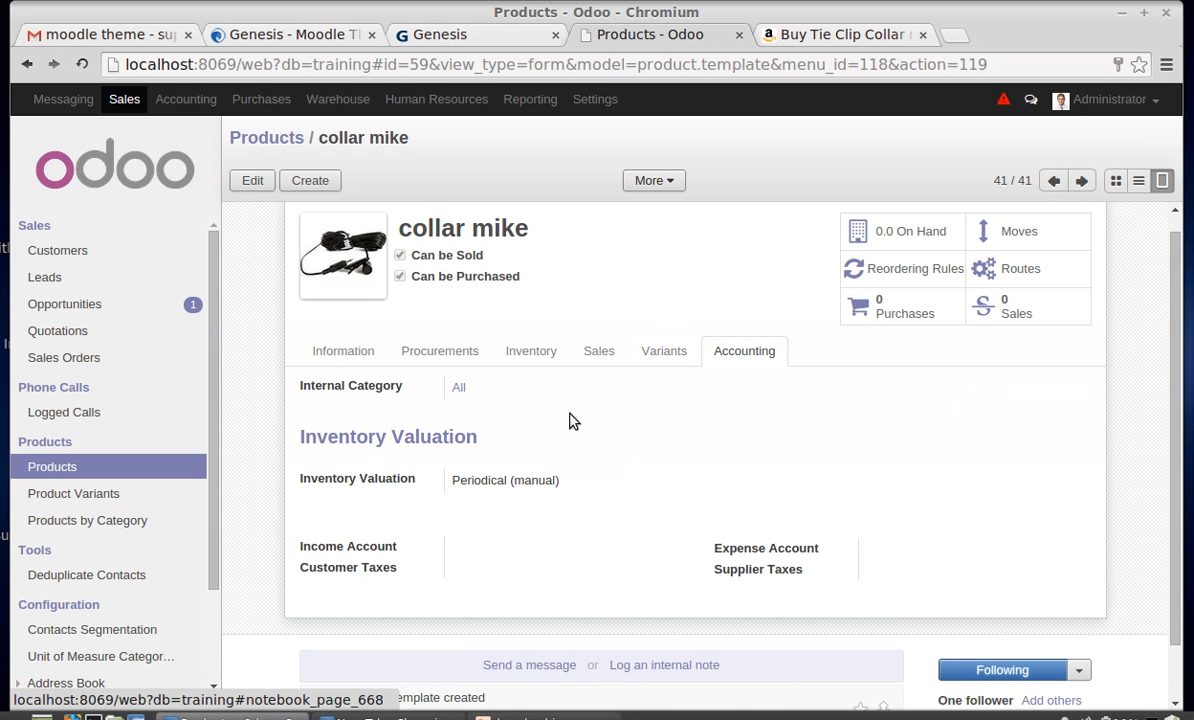 Products - Odoo - Chromium
moodle theme - su
Genesis - Moodle T
Genesis
Products - Odoo
Buy Tie Clip Collar
localhost:8069/web?db=training#id=59&view_type=form&model=product.template&menu_id=118&action=119
Messaging Sales Accounting Purchases Warehouse Human Resources Reporting Settings Administrator
odoo
Products / collar mike
Edit Create More 41 / 41
Sales
Customers
Leads
Opportunities 1
Quotations
Sales Orders
Phone Calls
Logged Calls
Products
Products
Product Variants
Products by Category
Tools
Deduplicate Contacts
Configuration
Contacts Segmentation
Unit of Measure Categor...
Address Book
collar mike
Can be Sold
Can be Purchased
0.0 On Hand Moves
Reordering Rules Routes
0 Purchases
0 Sales
Information Procurements Inventory Sales Variants Accounting
Internal Category All
Inventory Valuation
Inventory Valuation Periodical (manual)
Income Account Expense Account
Customer Taxes Supplier Taxes
Send a message or Log an internal note
Following
emplate created
One follower Add others
localhost:8069/web?db=training#notebook_page_668